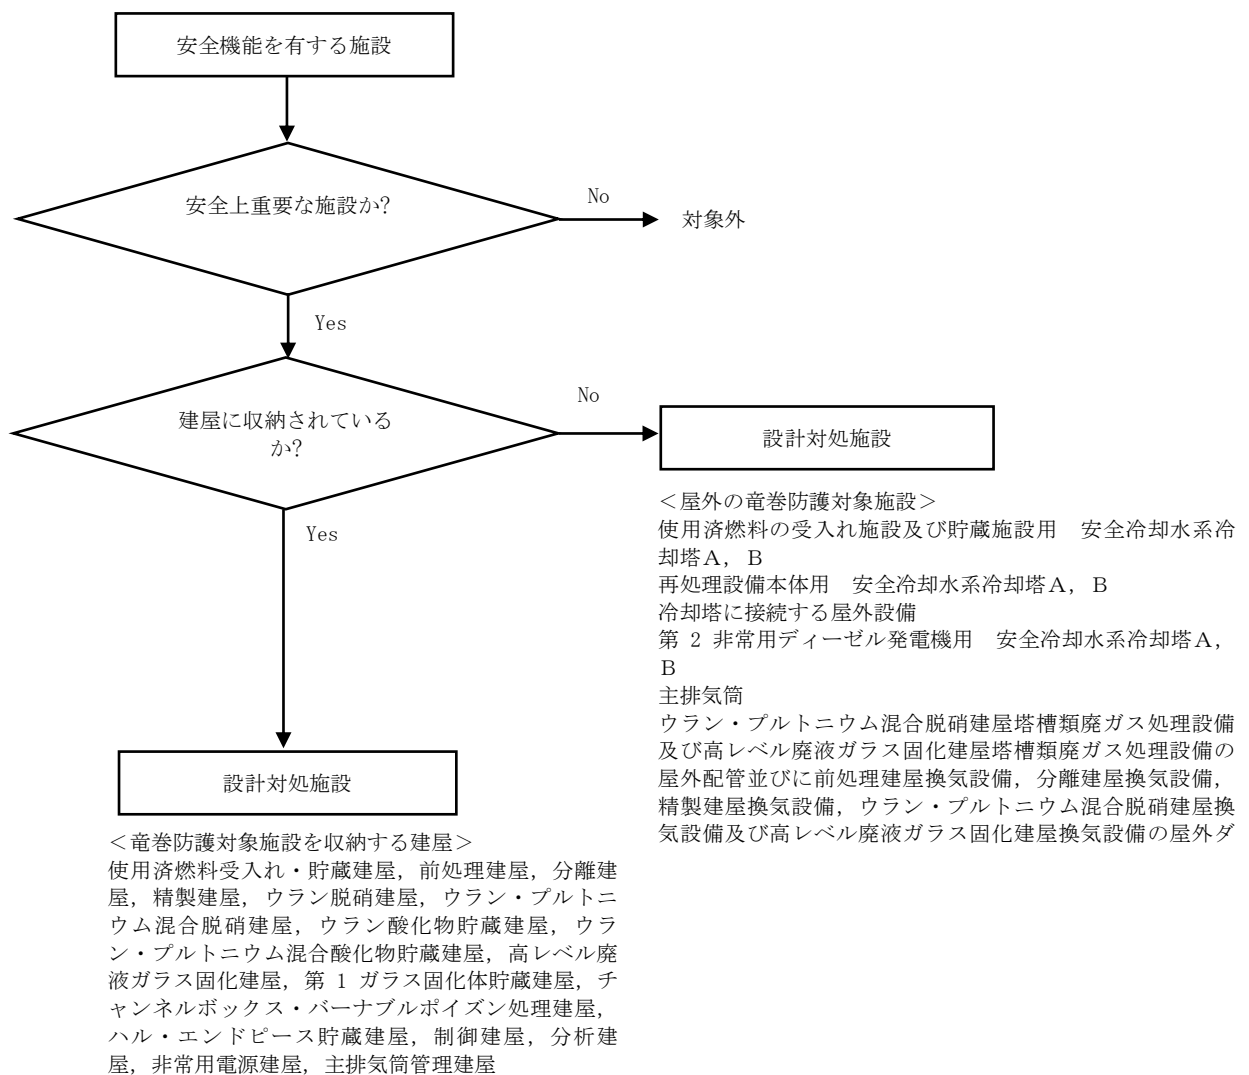 安全機能を有する施設
安全上重要な施設か?
No
対象外
Yes
建屋に収納されている
か?
No
設計対処施設
＜屋外の竜巻防護対象施設＞
使用済燃料の受入れ施設及び貯蔵施設用　安全冷却水系冷
却塔Ａ，Ｂ
再処理設備本体用　安全冷却水系冷却塔Ａ，Ｂ
冷却塔に接続する屋外設備
第 2 非常用ディーゼル発電機用　安全冷却水系冷却塔Ａ，
Ｂ
主排気筒
ウラン・プルトニウム混合脱硝建屋塔槽類廃ガス処理設備
及び高レベル廃液ガラス固化建屋塔槽類廃ガス処理設備の
屋外配管並びに前処理建屋換気設備，分離建屋換気設備，
精製建屋換気設備，ウラン・プルトニウム混合脱硝建屋換
気設備及び高レベル廃液ガラス固化建屋換気設備の屋外ダ
Yes
設計対処施設
＜竜巻防護対象施設を収納する建屋＞
使用済燃料受入れ・貯蔵建屋，前処理建屋，分離建
屋，精製建屋，ウラン脱硝建屋，ウラン・プルトニ
ウム混合脱硝建屋，ウラン酸化物貯蔵建屋，ウラ
ン・プルトニウム混合酸化物貯蔵建屋，高レベル廃
液ガラス固化建屋，第 1 ガラス固化体貯蔵建屋，チ
ャンネルボックス・バーナブルポイズン処理建屋，
ハル・エンドピース貯蔵建屋，制御建屋，分析建
屋，非常用電源建屋，主排気筒管理建屋